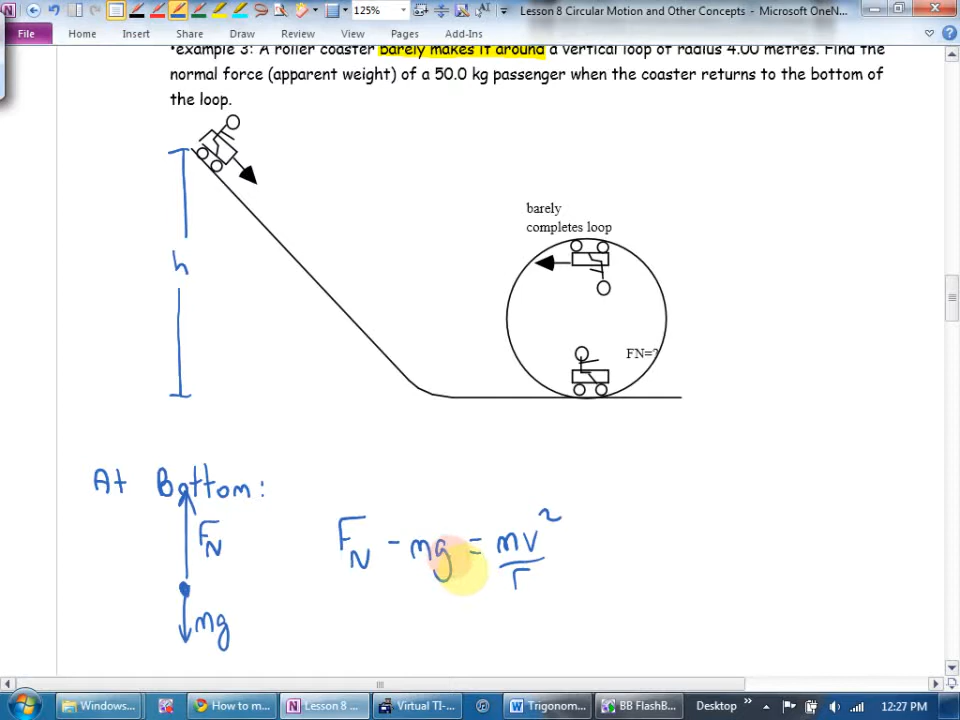 125%
Lesson 8 Circular Motion and Other Concepts - Microsoft OneN...
File Home Insert Share Draw Review View Pages Add-Ins
•example 3: A roller coaster barely makes it around a vertical loop of radius 4.00 metres. Find the
normal force (apparent weight) of a 50.0 kg passenger when the coaster returns to the bottom of
the loop.
barely
completes loop
h
FN=?
At Bottom:
F_N
F_N - mg = mv²/r
mg
Windows... How to m... Lesson 8 ... Virtual TI-... Trigonom... BB FlashB... Desktop » 12:27 PM